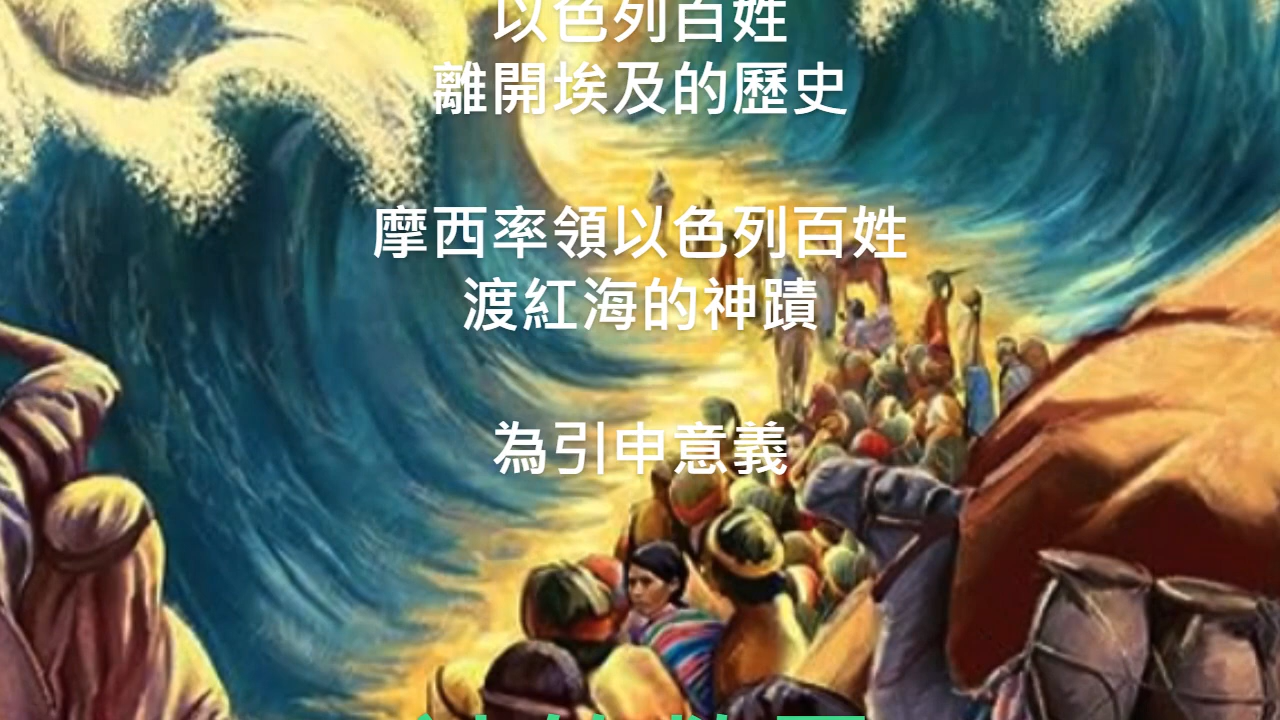 以色列百姓
離開埃及的歷史
摩西率領以色列百姓
渡紅海的神蹟
為引申意義